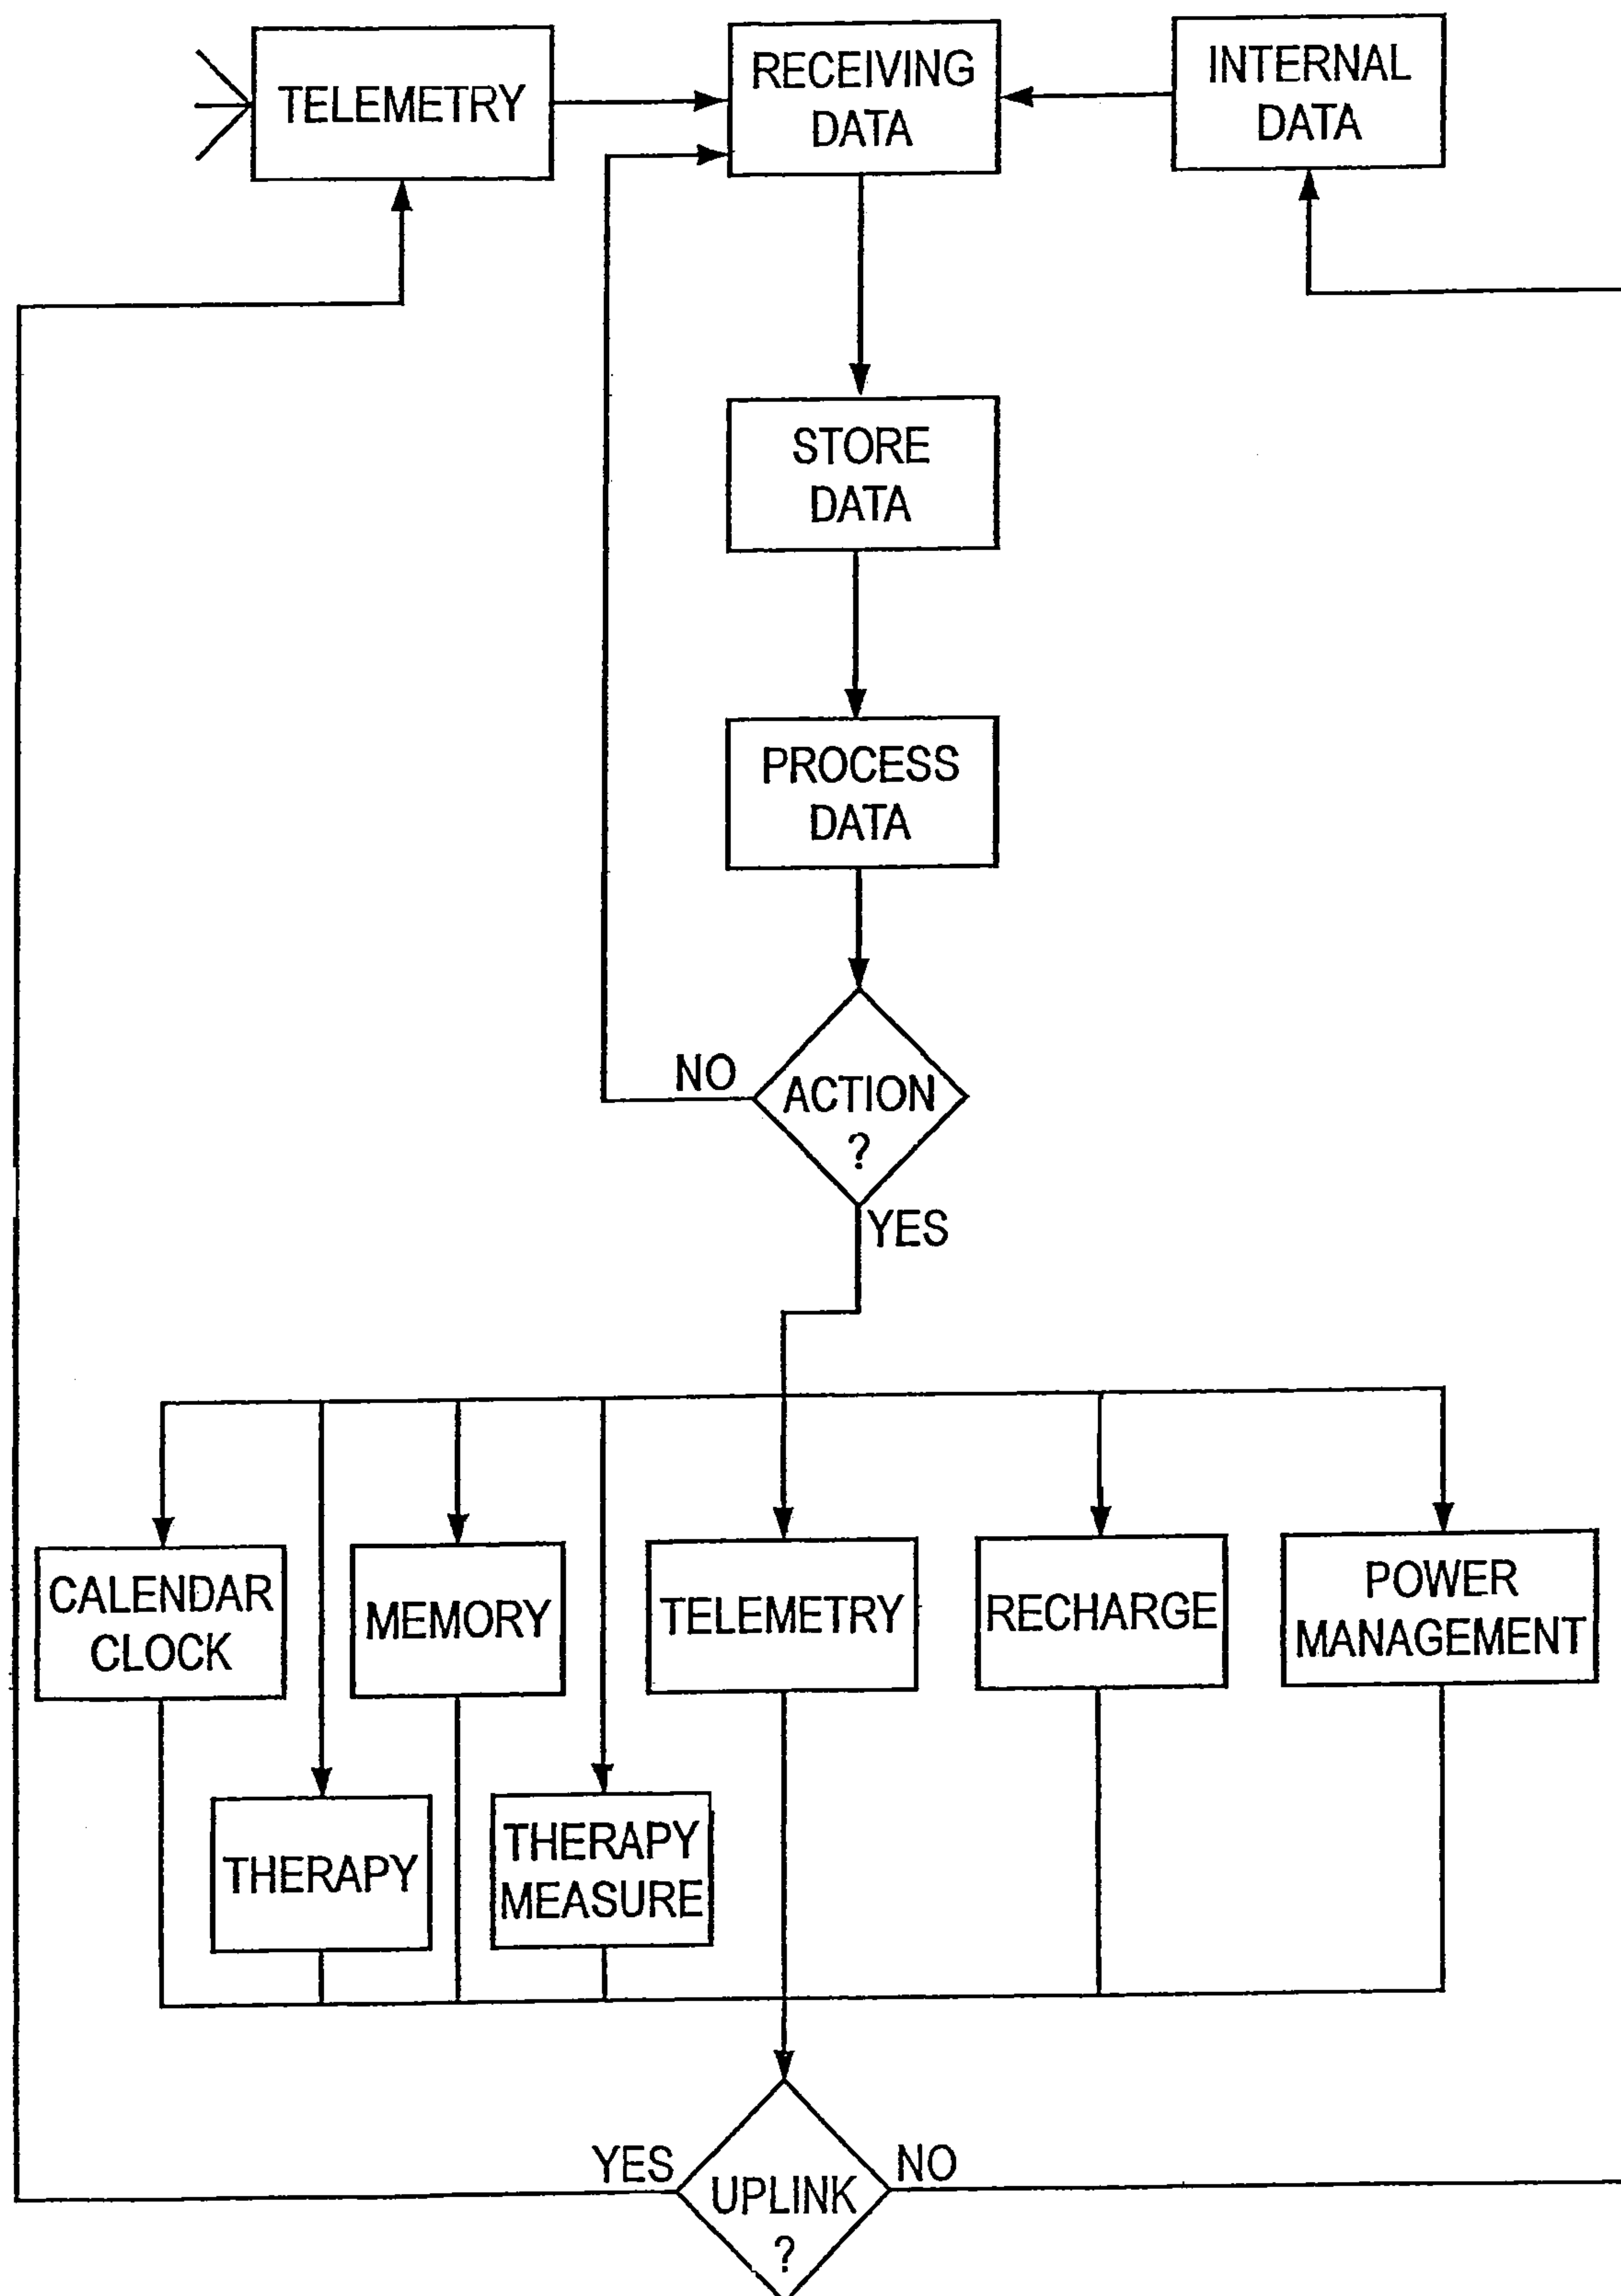 TELEMETRY
RECEIVING
DATA
INTERNAL
DATA
STORE
DATA
PROCESS
DATA
NO
ACTION
?
YES
CALENDAR
CLOCK
MEMORY
TELEMETRY
RECHARGE
POWER
MANAGEMENT
THERAPY
THERAPY
MEASURE
YES
NO
UPLINK
?